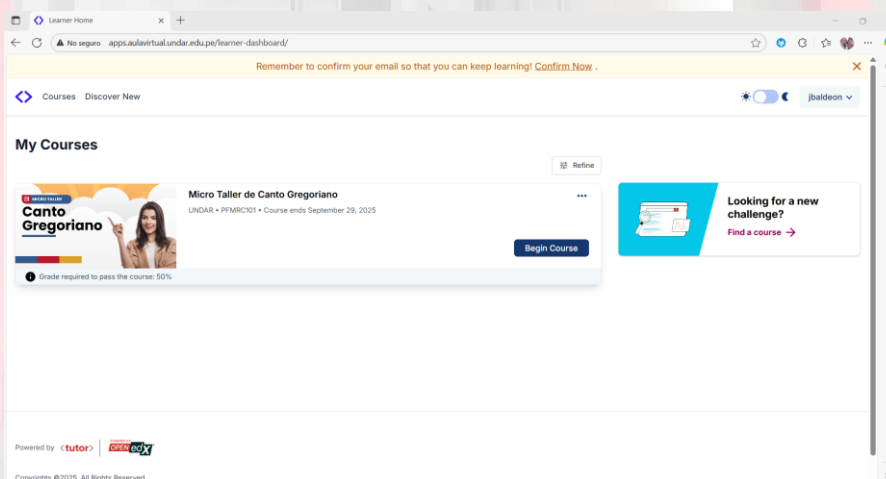 Learner Home
No seguro apps.aulavirtual.undar.edu.pe/learner-dashboard/
Remember to confirm your email so that you can keep learning! Confirm Now .
Courses Discover New
jbaldeon
My Courses
Refine
MICRO TALLER
Canto
Gregoriano
Micro Taller de Canto Gregoriano
UNDAR • PFMRC101 • Course ends September 29, 2025
Begin Course
Grade required to pass the course: 50%
Looking for a new
challenge?
Find a course
Powered by <tutor> POWERED BY OPEN edX
Copyrights ©2025. All Rights Reserved